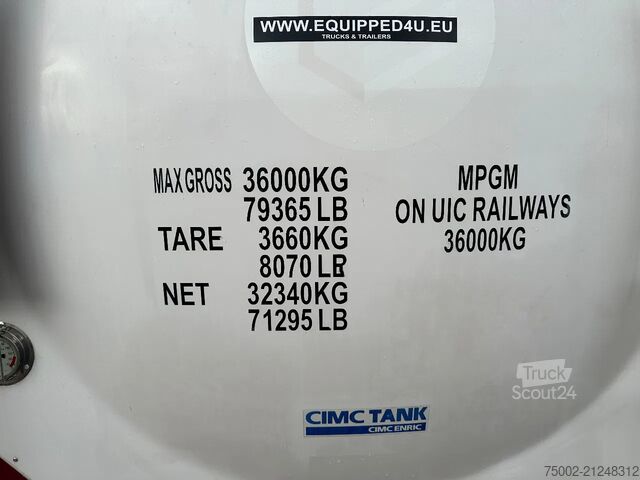 WWW.EQUIPPED4U.EU
TRUCKS & TRAILERS
MAX GROSS 36000KG
79365 LB
TARE 3660KG
8070 LB
NET 32340KG
71295 LB
MPGM
ON UIC RAILWAYS
36000KG
CIMC TANK
CIMC ENRIC
Truck
Scout24
75002-21248312